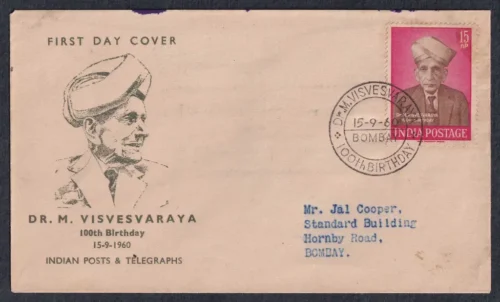 FIRST DAY COVER
DR. M. VISVESVARAYA
100th Birthday
15-9-1960
INDIAN POSTS & TELEGRAPHS
15
nP
INDIA POSTAGE
DR. M. VISVESVARAYA
15-9-6
BOMBAY
100th BIRTHDAY
Mr. Jal Cooper,
Standard Building
Hornby Road,
BOMBAY.